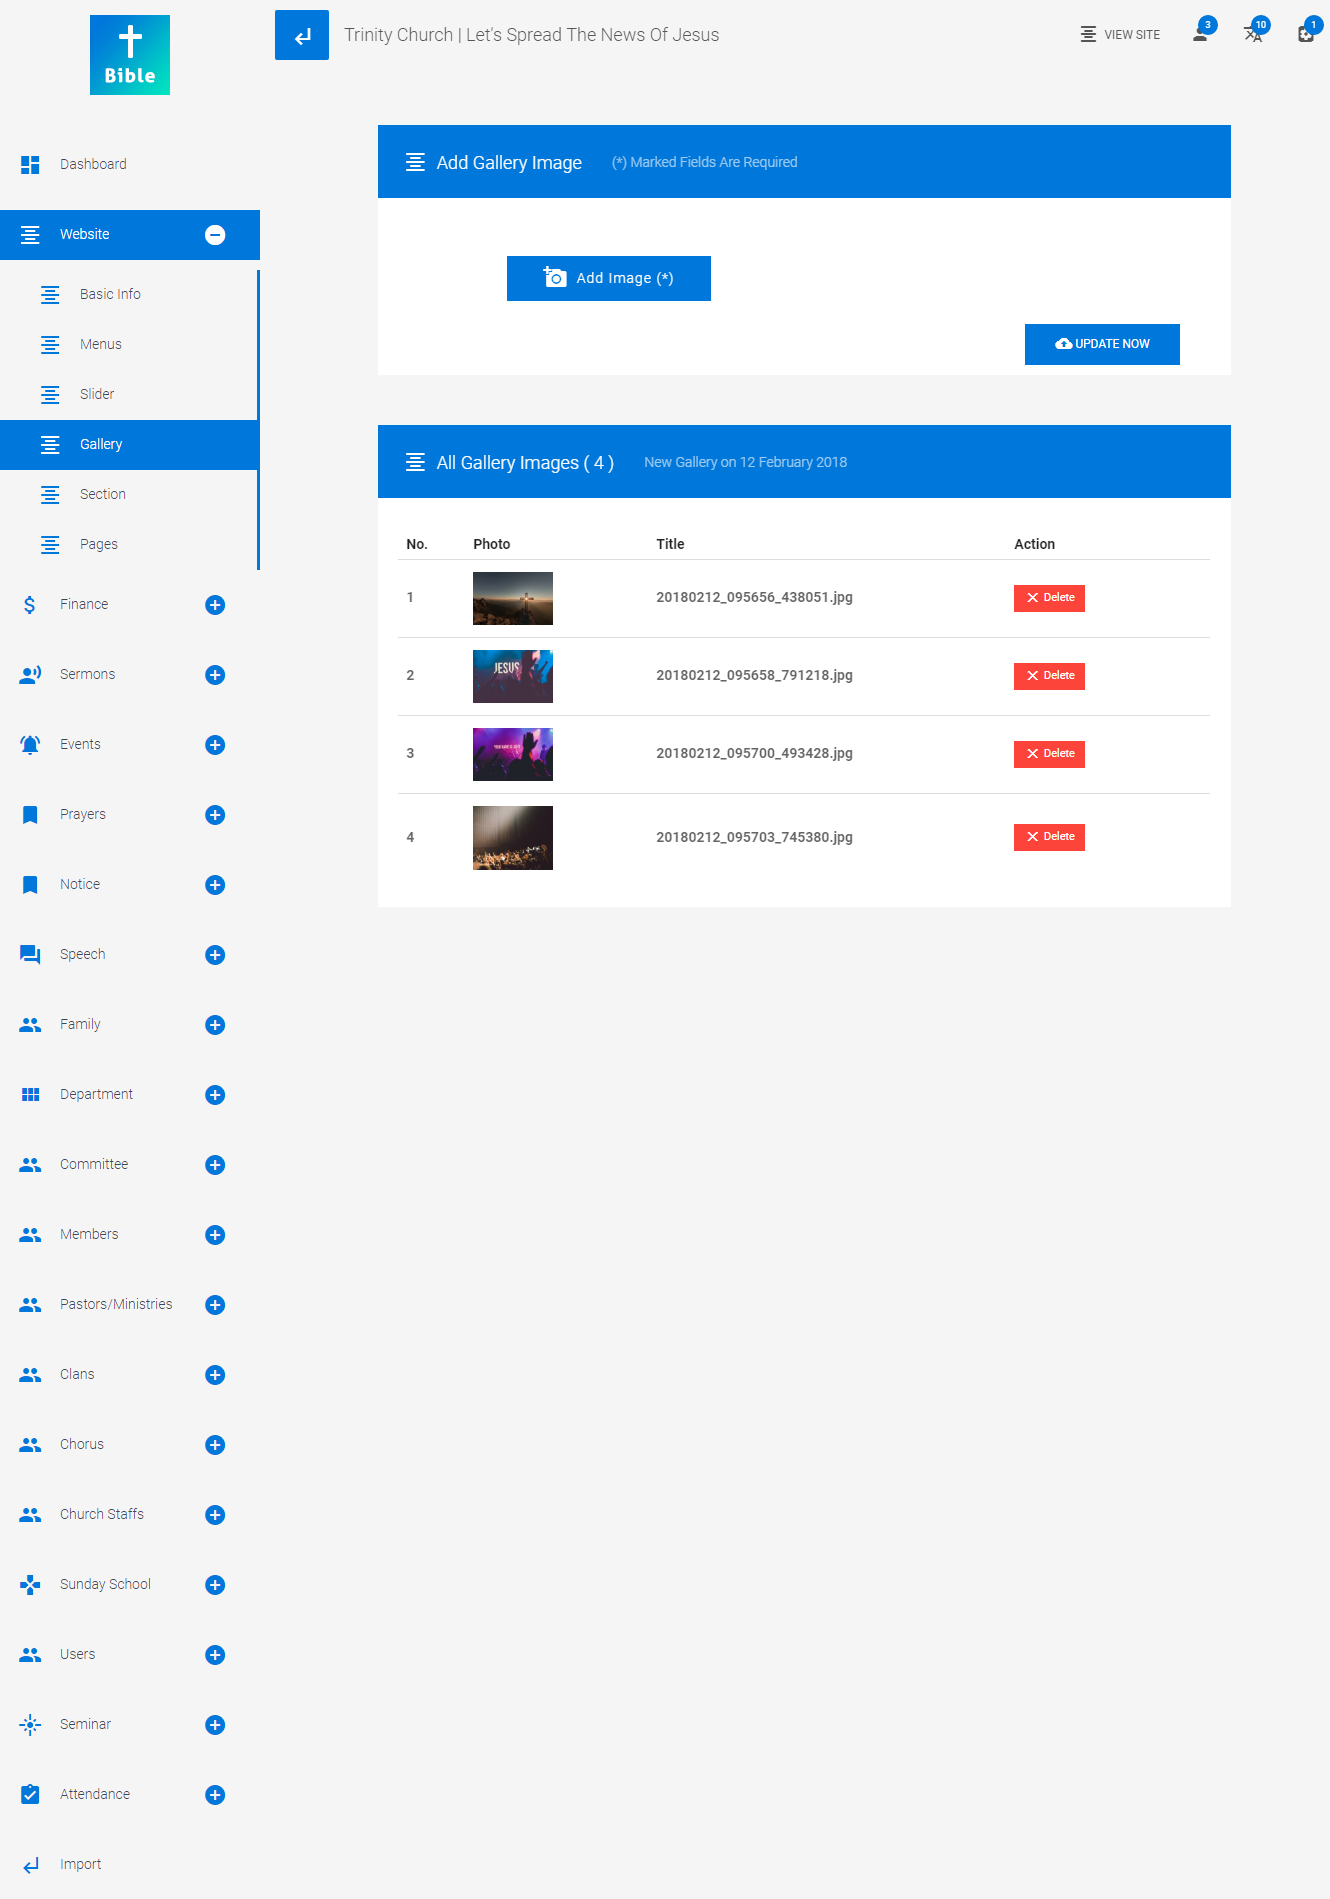 Bible
Trinity Church | Let's Spread The News Of Jesus
VIEW SITE
3
10
1
Dashboard
Website
Basic Info
Menus
Slider
Gallery
Section
Pages
Finance
Sermons
Events
Prayers
Notice
Speech
Family
Department
Committee
Members
Pastors/Ministries
Clans
Chorus
Church Staffs
Sunday School
Users
Seminar
Attendance
Import
Add Gallery Image (*) Marked Fields Are Required
Add Image (*)
UPDATE NOW
All Gallery Images ( 4 ) New Gallery on 12 February 2018
No. Photo Title Action
1 20180212_095656_438051.jpg Delete
JESUS
2 20180212_095658_791218.jpg Delete
3 20180212_095700_493428.jpg Delete
4 20180212_095703_745380.jpg Delete